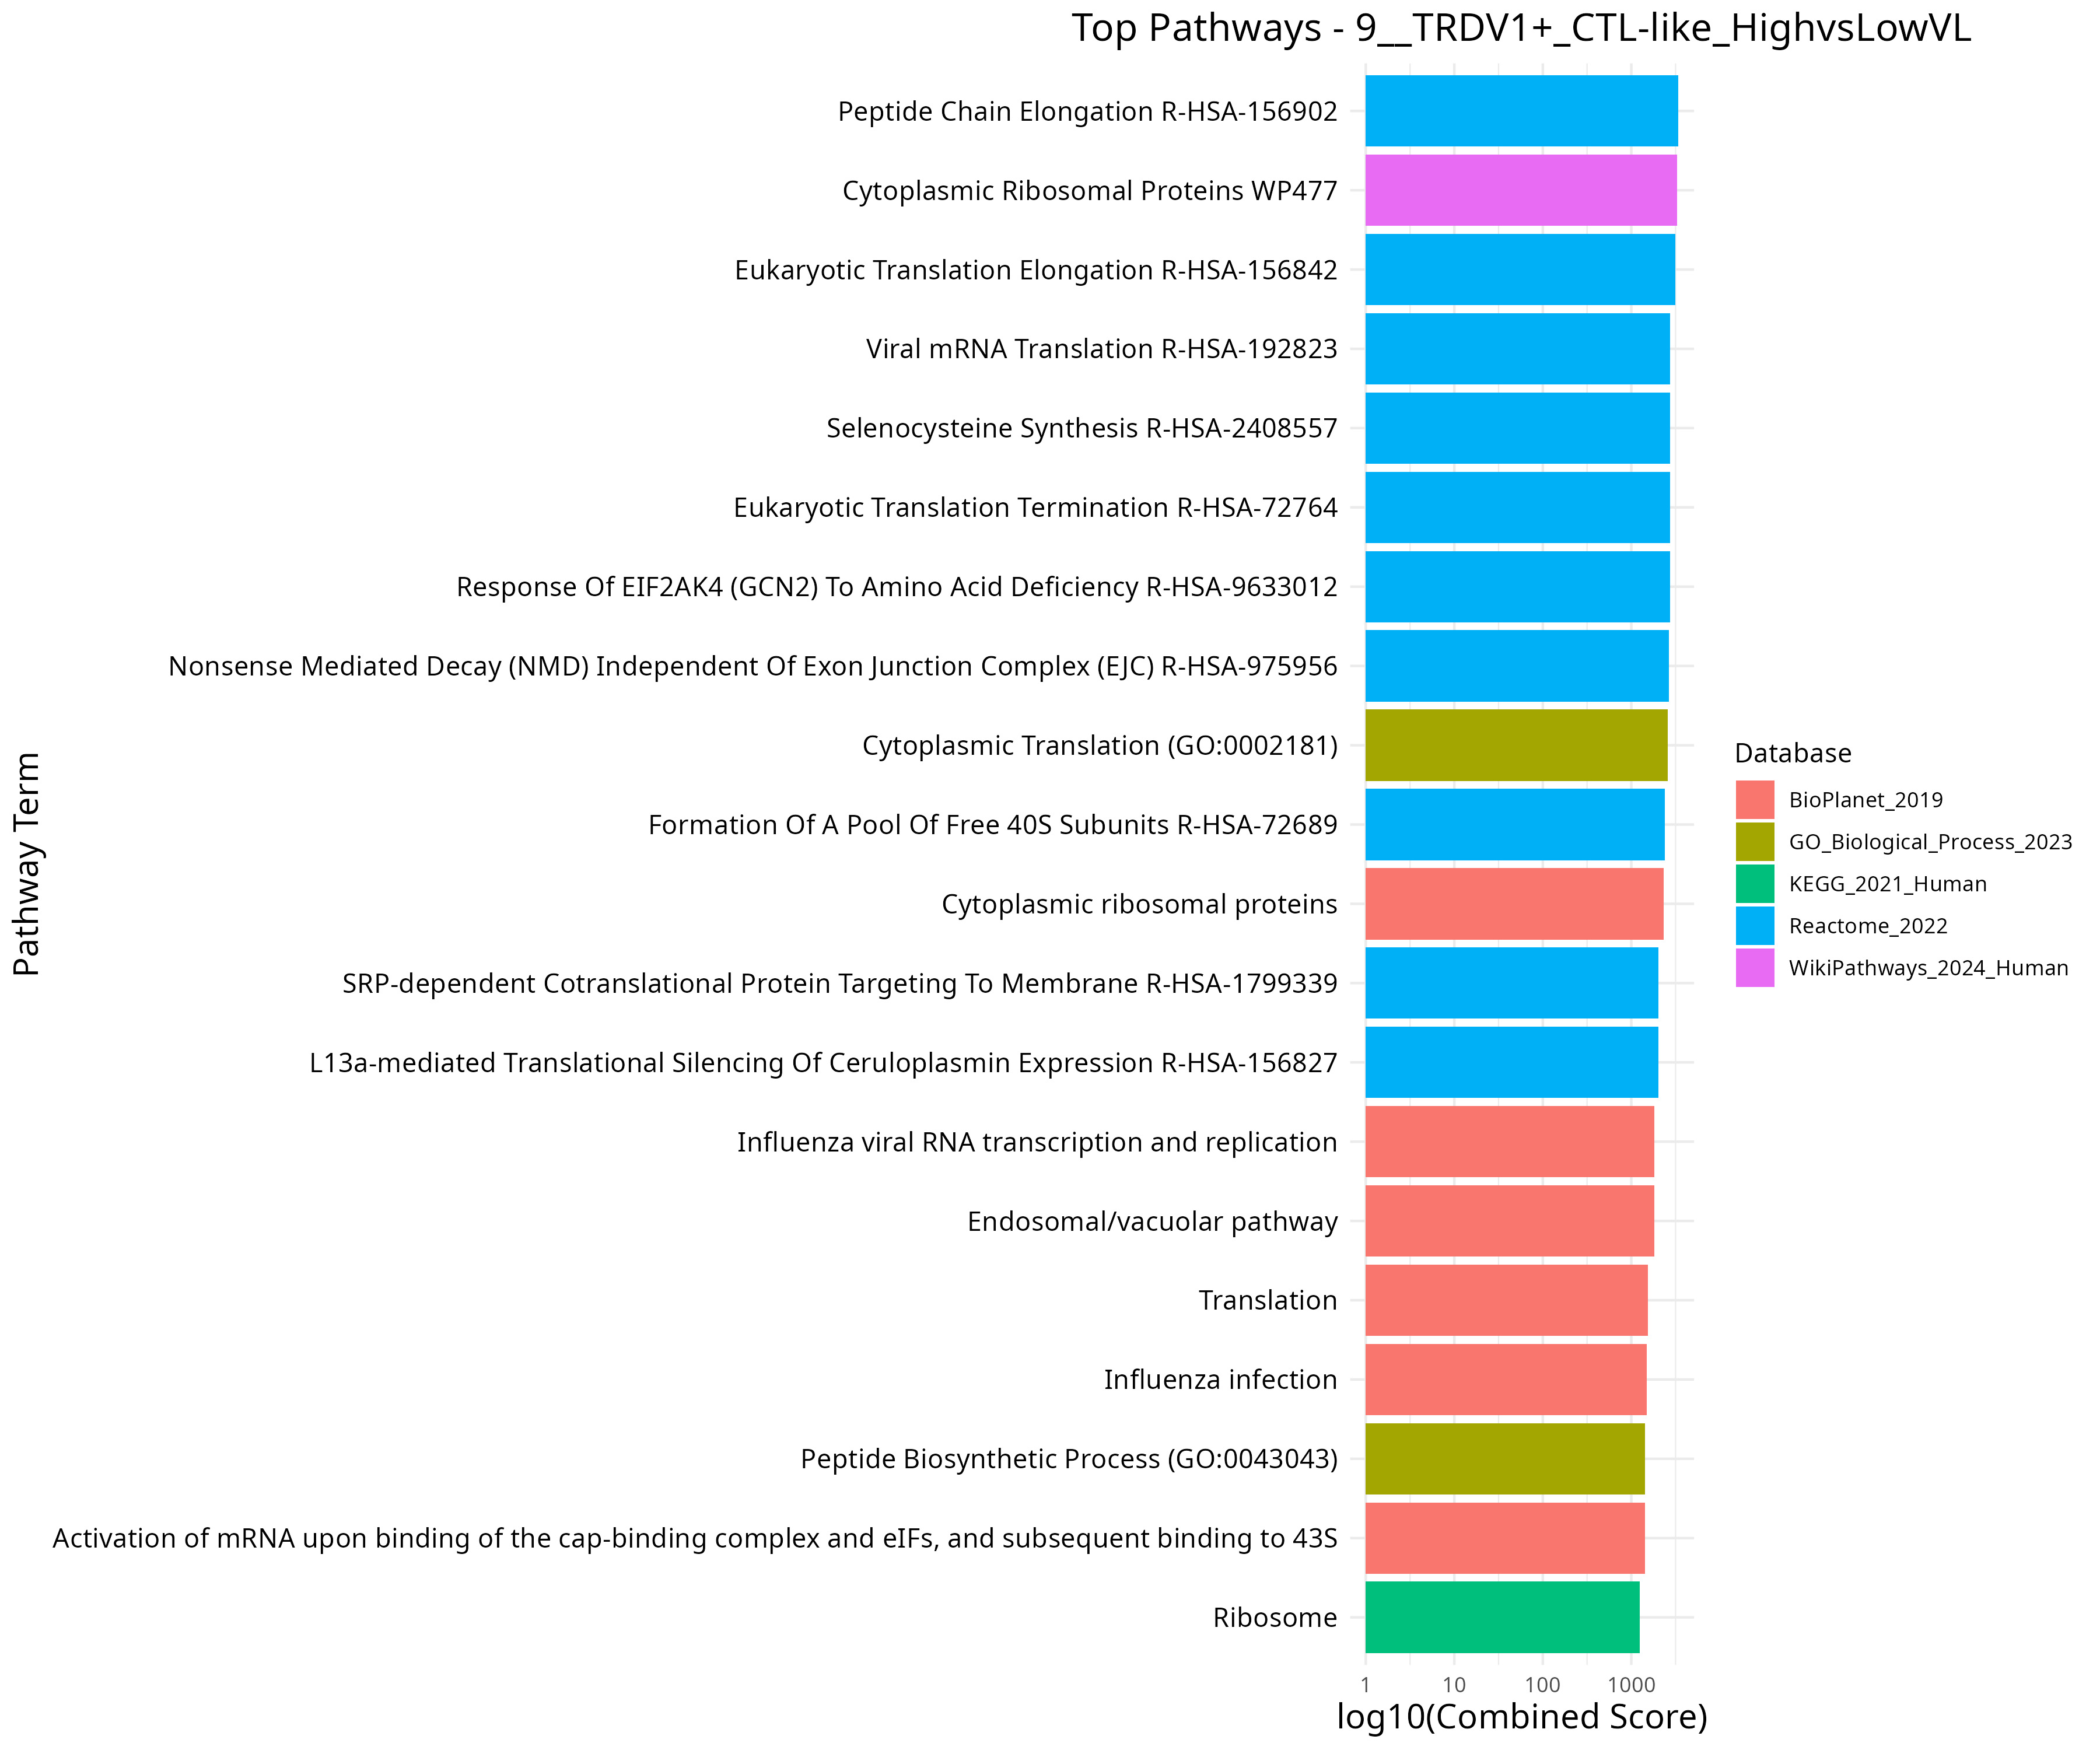 Top Pathways - 9__TRDV1+_CTL-like_HighvsLowVL
Pathway Term
Peptide Chain Elongation R-HSA-156902
Cytoplasmic Ribosomal Proteins WP477
Eukaryotic Translation Elongation R-HSA-156842
Viral mRNA Translation R-HSA-192823
Selenocysteine Synthesis R-HSA-2408557
Eukaryotic Translation Termination R-HSA-72764
Response Of EIF2AK4 (GCN2) To Amino Acid Deficiency R-HSA-9633012
Nonsense Mediated Decay (NMD) Independent Of Exon Junction Complex (EJC) R-HSA-975956
Cytoplasmic Translation (GO:0002181)
Formation Of A Pool Of Free 40S Subunits R-HSA-72689
Cytoplasmic ribosomal proteins
SRP-dependent Cotranslational Protein Targeting To Membrane R-HSA-1799339
L13a-mediated Translational Silencing Of Ceruloplasmin Expression R-HSA-156827
Influenza viral RNA transcription and replication
Endosomal/vacuolar pathway
Translation
Influenza infection
Peptide Biosynthetic Process (GO:0043043)
Activation of mRNA upon binding of the cap-binding complex and eIFs, and subsequent binding to 43S
Ribosome
1 10 100 1000
log10(Combined Score)
Database
BioPlanet_2019
GO_Biological_Process_2023
KEGG_2021_Human
Reactome_2022
WikiPathways_2024_Human